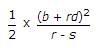 1/2 × (b + rd)²/(r - s)